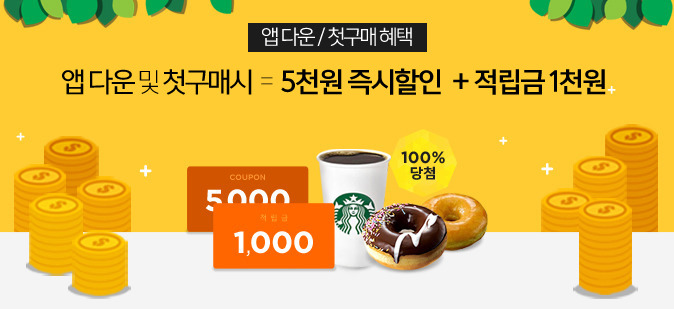 앱 다운 / 첫구매 혜택
앱 다운 및 첫구매시 = 5천원 즉시할인 + 적립금 1천원
100%
당첨
COUPON
5,000
적립금
1,000